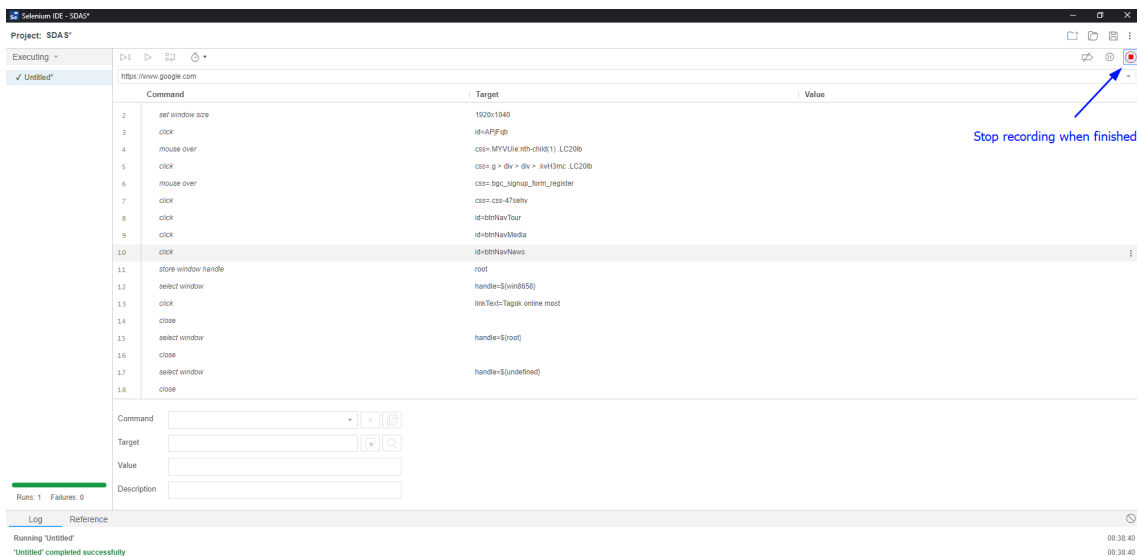 Selenium IDE - SDAS*
Project: SDAS*
Executing
✓ Untitled*
https://www.google.com
Command Target Value
2 set window size 1920x1040
3 click id=APjFqb
4 mouse over css=.MYVUIe:nth-child(1) .LC20lb
5 click css=.g > div > div > .kvH3mc .LC20lb
6 mouse over css=.bgc_signup_form_register
7 click css=.css-47sehv
8 click id=btnNavTour
9 click id=btnNavMedia
10 click id=btnNavNews
11 store window handle root
12 select window handle=${win8658}
13 click linkText=Tagok online most
14 close
15 select window handle=${root}
16 close
17 select window handle=${undefined}
18 close
Stop recording when finished
Command
//
Target
Value
Description
Runs: 1 Failures: 0
Log Reference
Running 'Untitled' 00:38:40
'Untitled' completed successfully 00:38:40